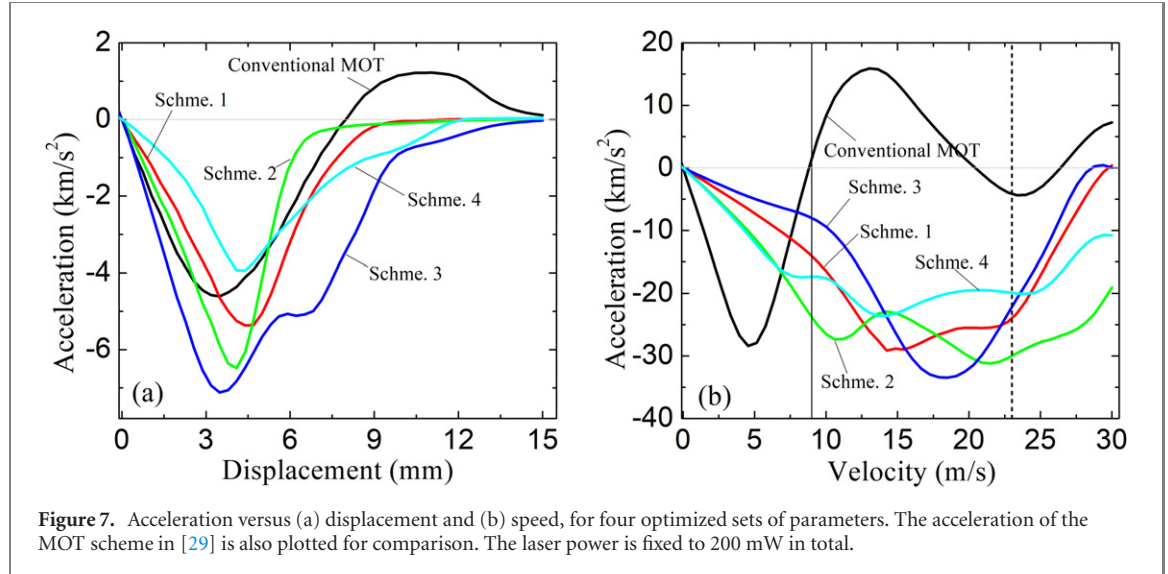 2
0
-2
-4
-6
Acceleration (km/s²)
Conventional MOT
Schme. 1
Schme. 2
Schme. 4
Schme. 3
(a)
0 3 6 9 12 15
Displacement (mm)
20
10
0
-10
-20
-30
-40
Acceleration (km/s²)
Conventional MOT
Schme. 3
Schme. 1
Schme. 4
Schme. 2
(b)
0 5 10 15 20 25 30
Velocity (m/s)
Figure 7. Acceleration versus (a) displacement and (b) speed, for four optimized sets of parameters. The acceleration of the
MOT scheme in [29] is also plotted for comparison. The laser power is fixed to 200 mW in total.